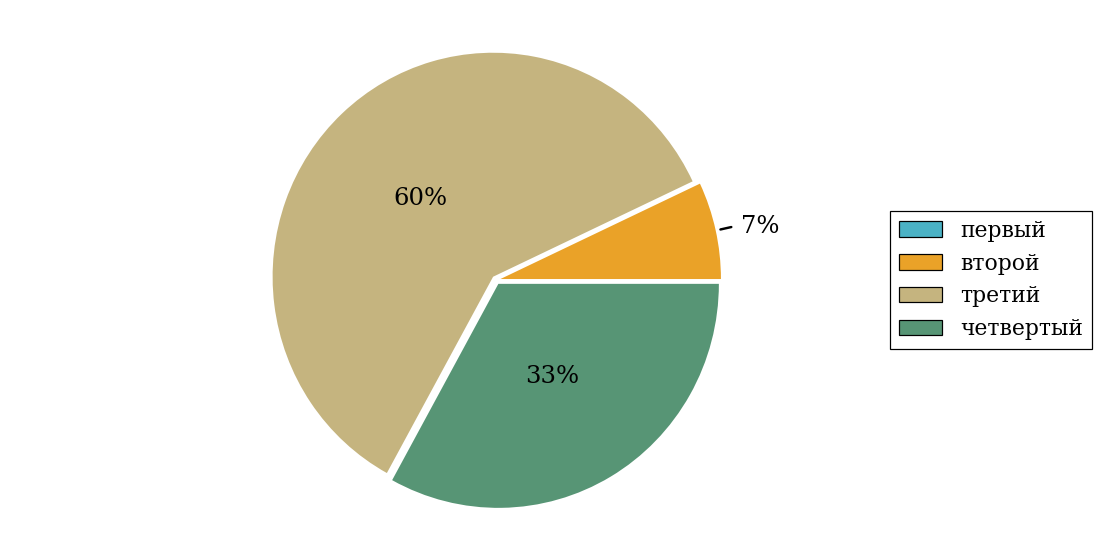 60%
7%
33%
первый
второй
третий
четвертый